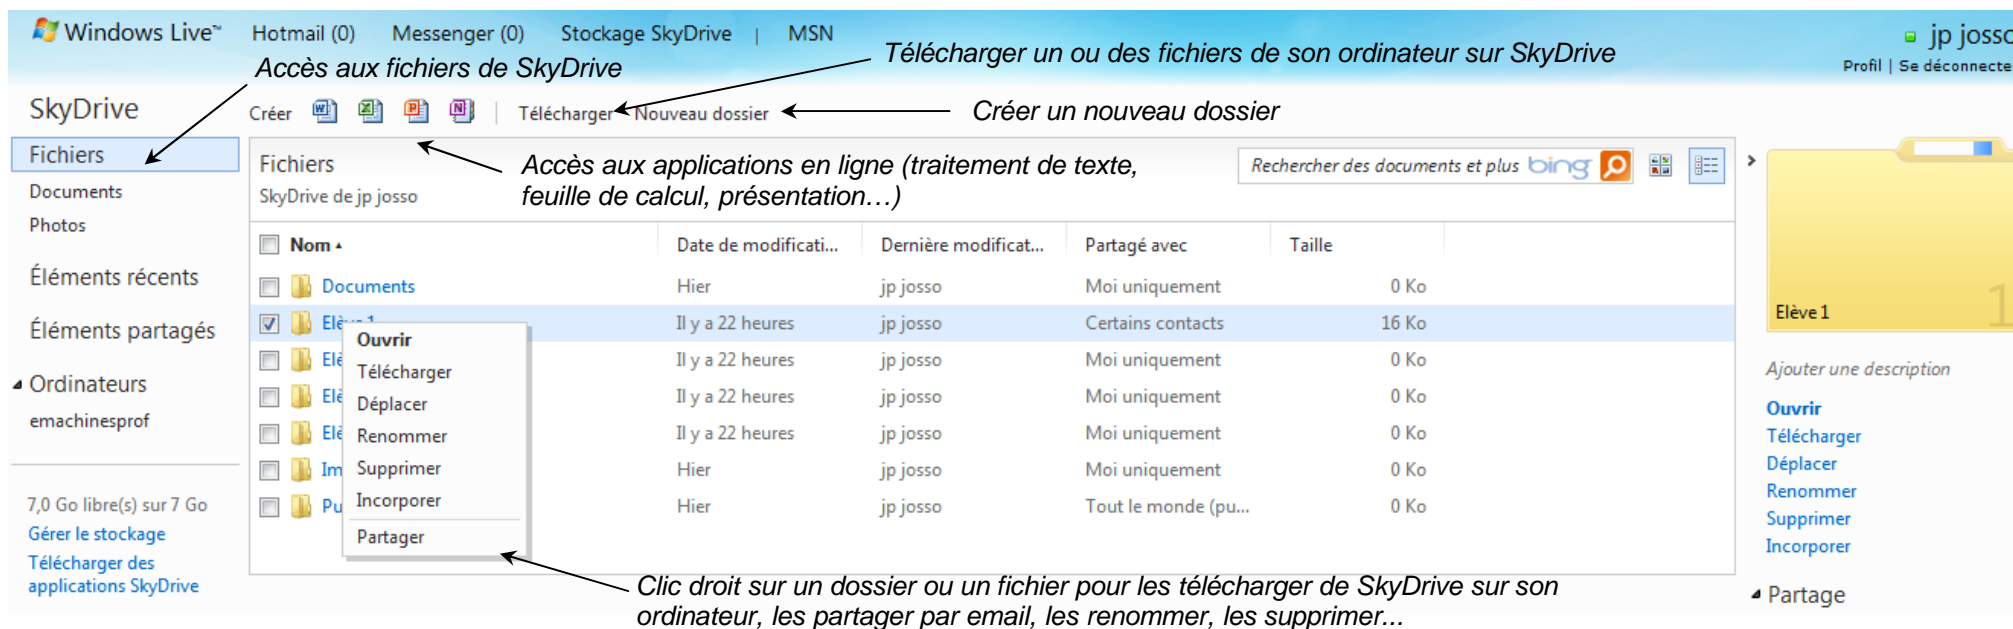 Windows Live™ Hotmail (0) Messenger (0) Stockage SkyDrive | MSN
jp josso
Profil | Se déconnecte
Accès aux fichiers de SkyDrive
Télécharger un ou des fichiers de son ordinateur sur SkyDrive
SkyDrive
Créer | Télécharger Nouveau dossier
Créer un nouveau dossier
Fichiers
Documents
Photos
Éléments récents
Éléments partagés
Ordinateurs
emachinesprof
7,0 Go libre(s) sur 7 Go
Gérer le stockage
Télécharger des
applications SkyDrive
Fichiers
SkyDrive de jp josso
Accès aux applications en ligne (traitement de texte,
feuille de calcul, présentation…)
Rechercher des documents et plus bing
Nom Date de modificati... Dernière modificat... Partagé avec Taille
Documents Hier jp josso Moi uniquement 0 Ko
Elève 1 Il y a 22 heures jp josso Certains contacts 16 Ko
Elè Il y a 22 heures jp josso Moi uniquement 0 Ko
Elè Il y a 22 heures jp josso Moi uniquement 0 Ko
Elè Il y a 22 heures jp josso Moi uniquement 0 Ko
Im Hier jp josso Moi uniquement 0 Ko
Pu Hier jp josso Tout le monde (pu... 0 Ko
Ouvrir
Télécharger
Déplacer
Renommer
Supprimer
Incorporer
Partager
Clic droit sur un dossier ou un fichier pour les télécharger de SkyDrive sur son
ordinateur, les partager par email, les renommer, les supprimer...
Elève 1
1
Ajouter une description
Ouvrir
Télécharger
Déplacer
Renommer
Supprimer
Incorporer
Partage